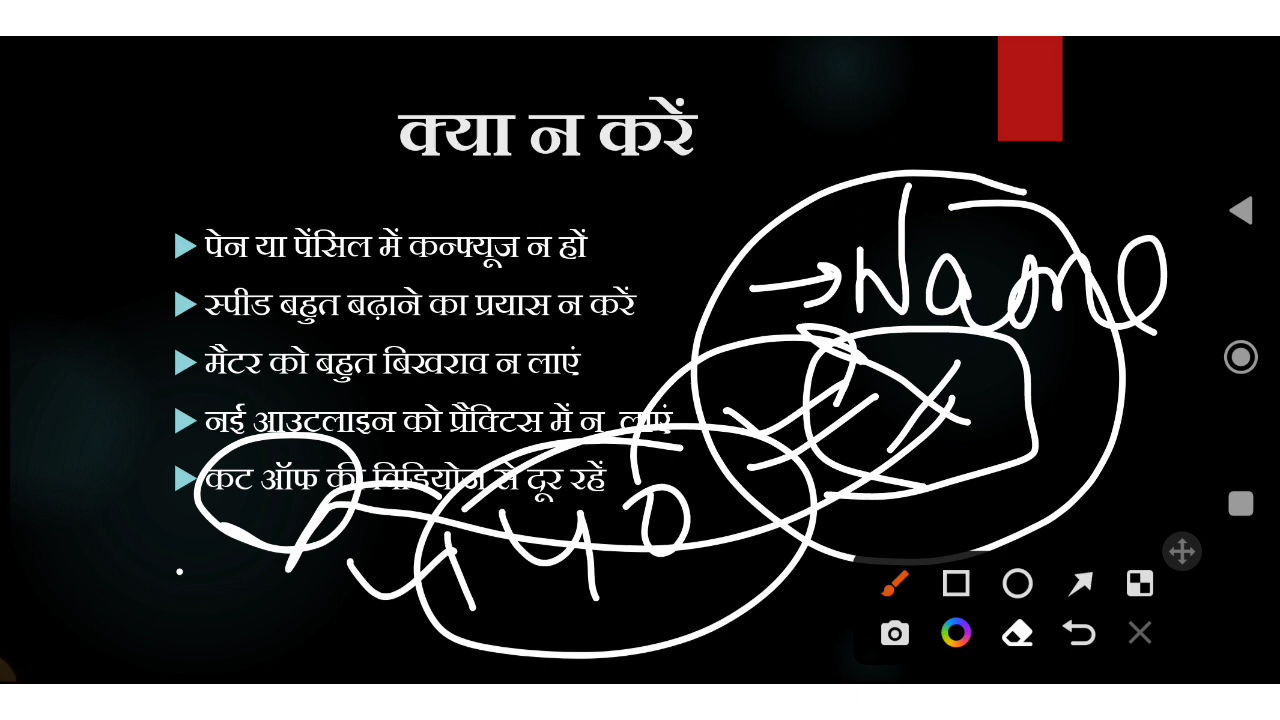 क्या न करें
पेन या पेंसिल में कन्फ्यूज न हों
स्पीड बहुत बढ़ाने का प्रयास न करें
मैटर को बहुत बिखराव न लाएं
नई आउटलाइन को प्रैक्टिस में न लाएं
कट ऑफ की विडियोज से दूर रहें
Name